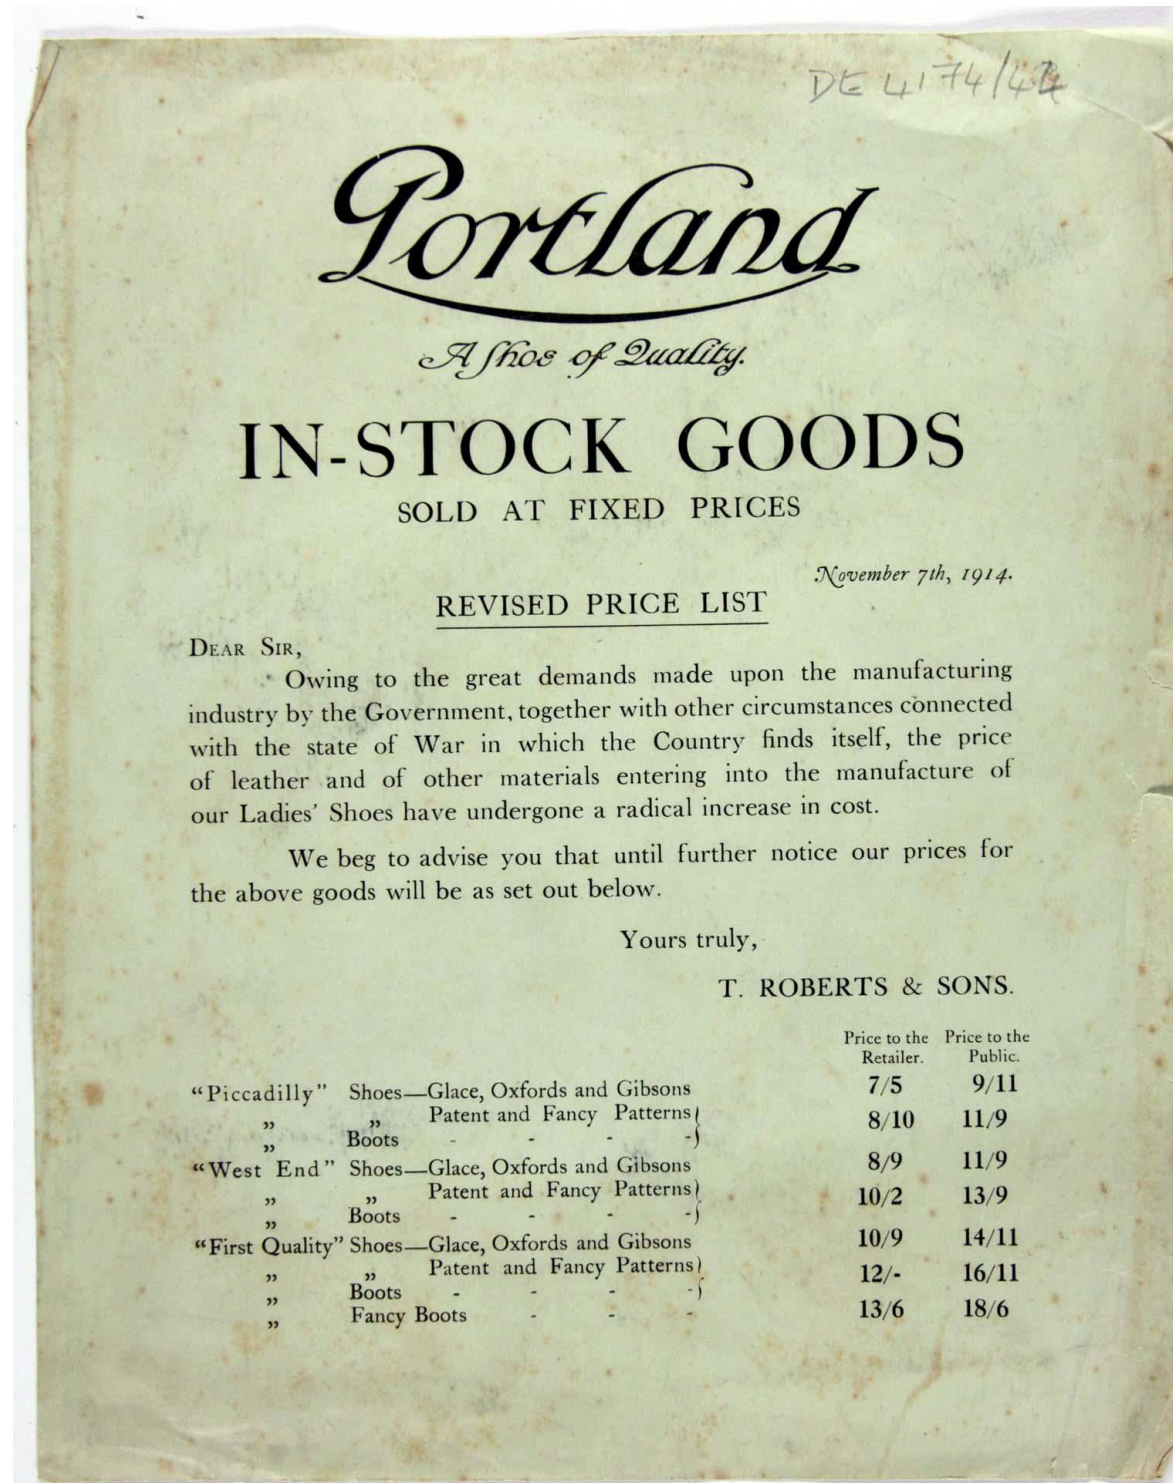 DE 4174/42
Portland
A Shoe of Quality.
IN-STOCK GOODS
SOLD AT FIXED PRICES
November 7th, 1914.
REVISED PRICE LIST
DEAR SIR,
Owing to the great demands made upon the manufacturing
industry by the Government, together with other circumstances connected
with the state of War in which the Country finds itself, the price
of leather and of other materials entering into the manufacture of
our Ladies' Shoes have undergone a radical increase in cost.
We beg to advise you that until further notice our prices for
the above goods will be as set out below.
Yours truly,
T. ROBERTS & SONS.
Price to the Retailer. Price to the Public.
"Piccadilly" Shoes—Glace, Oxfords and Gibsons 7/5 9/11
„ „ Patent and Fancy Patterns } 8/10 11/9
„ Boots - - - - }
"West End" Shoes—Glace, Oxfords and Gibsons 8/9 11/9
„ „ Patent and Fancy Patterns } 10/2 13/9
„ Boots - - - - }
"First Quality" Shoes—Glace, Oxfords and Gibsons 10/9 14/11
„ „ Patent and Fancy Patterns } 12/- 16/11
„ Boots - - - - }
„ Fancy Boots - - - 13/6 18/6